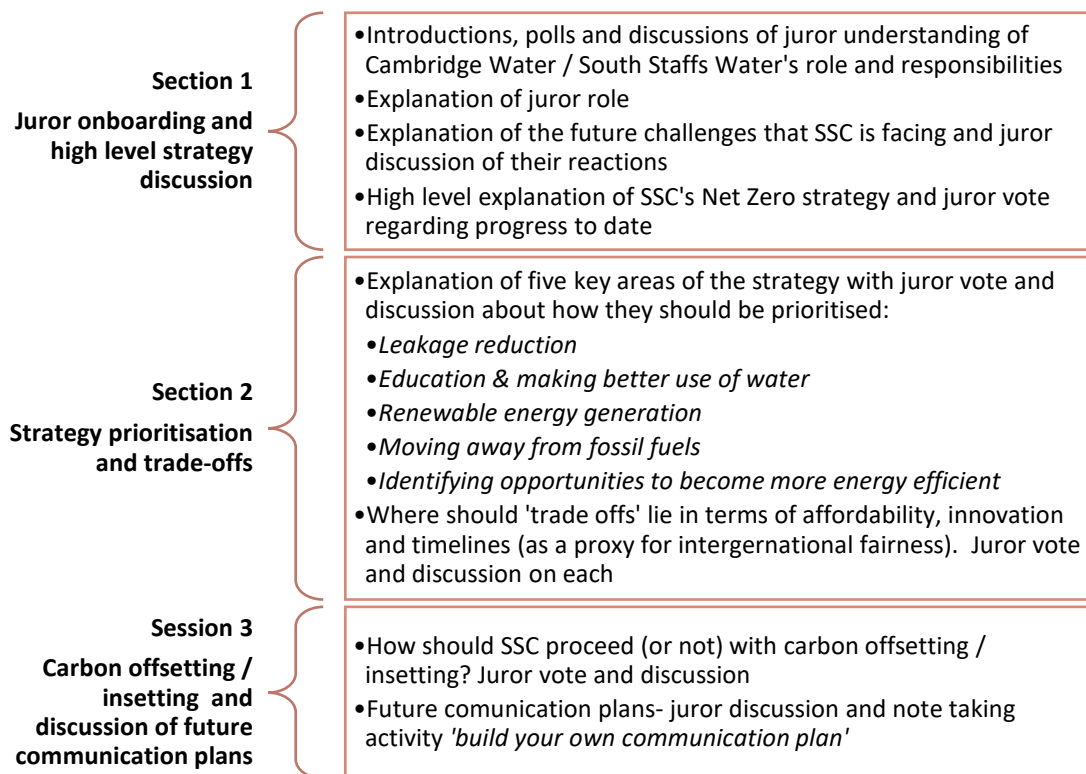 Section 1
Juror onboarding and
high level strategy
discussion
•Introductions, polls and discussions of juror understanding of
Cambridge Water / South Staffs Water's role and responsibilities
•Explanation of juror role
•Explanation of the future challenges that SSC is facing and juror
discussion of their reactions
•High level explanation of SSC's Net Zero strategy and juror vote
regarding progress to date
Section 2
Strategy prioritisation
and trade-offs
•Explanation of five key areas of the strategy with juror vote and
discussion about how they should be prioritised:
•Leakage reduction
•Education & making better use of water
•Renewable energy generation
•Moving away from fossil fuels
•Identifying opportunities to become more energy efficient
•Where should 'trade offs' lie in terms of affordability, innovation
and timelines (as a proxy for intergernational fairness).  Juror vote
and discussion on each
Session 3
Carbon offsetting /
insetting  and
discussion of future
communication plans
•How should SSC proceed (or not) with carbon offsetting /
insetting? Juror vote and discussion
•Future comunication plans- juror discussion and note taking
activity 'build your own communication plan'